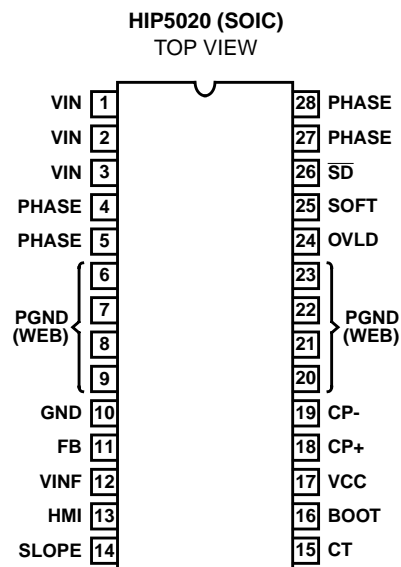 HIP5020 (SOIC)
TOP VIEW
VIN 1 28 PHASE
VIN 2 27 PHASE
VIN 3 26 SD
PHASE 4 25 SOFT
PHASE 5 24 OVLD
6 23
7 22
PGND PGND
(WEB) (WEB)
8 21
9 20
GND 10 19 CP-
FB 11 18 CP+
VINF 12 17 VCC
HMI 13 16 BOOT
SLOPE 14 15 CT